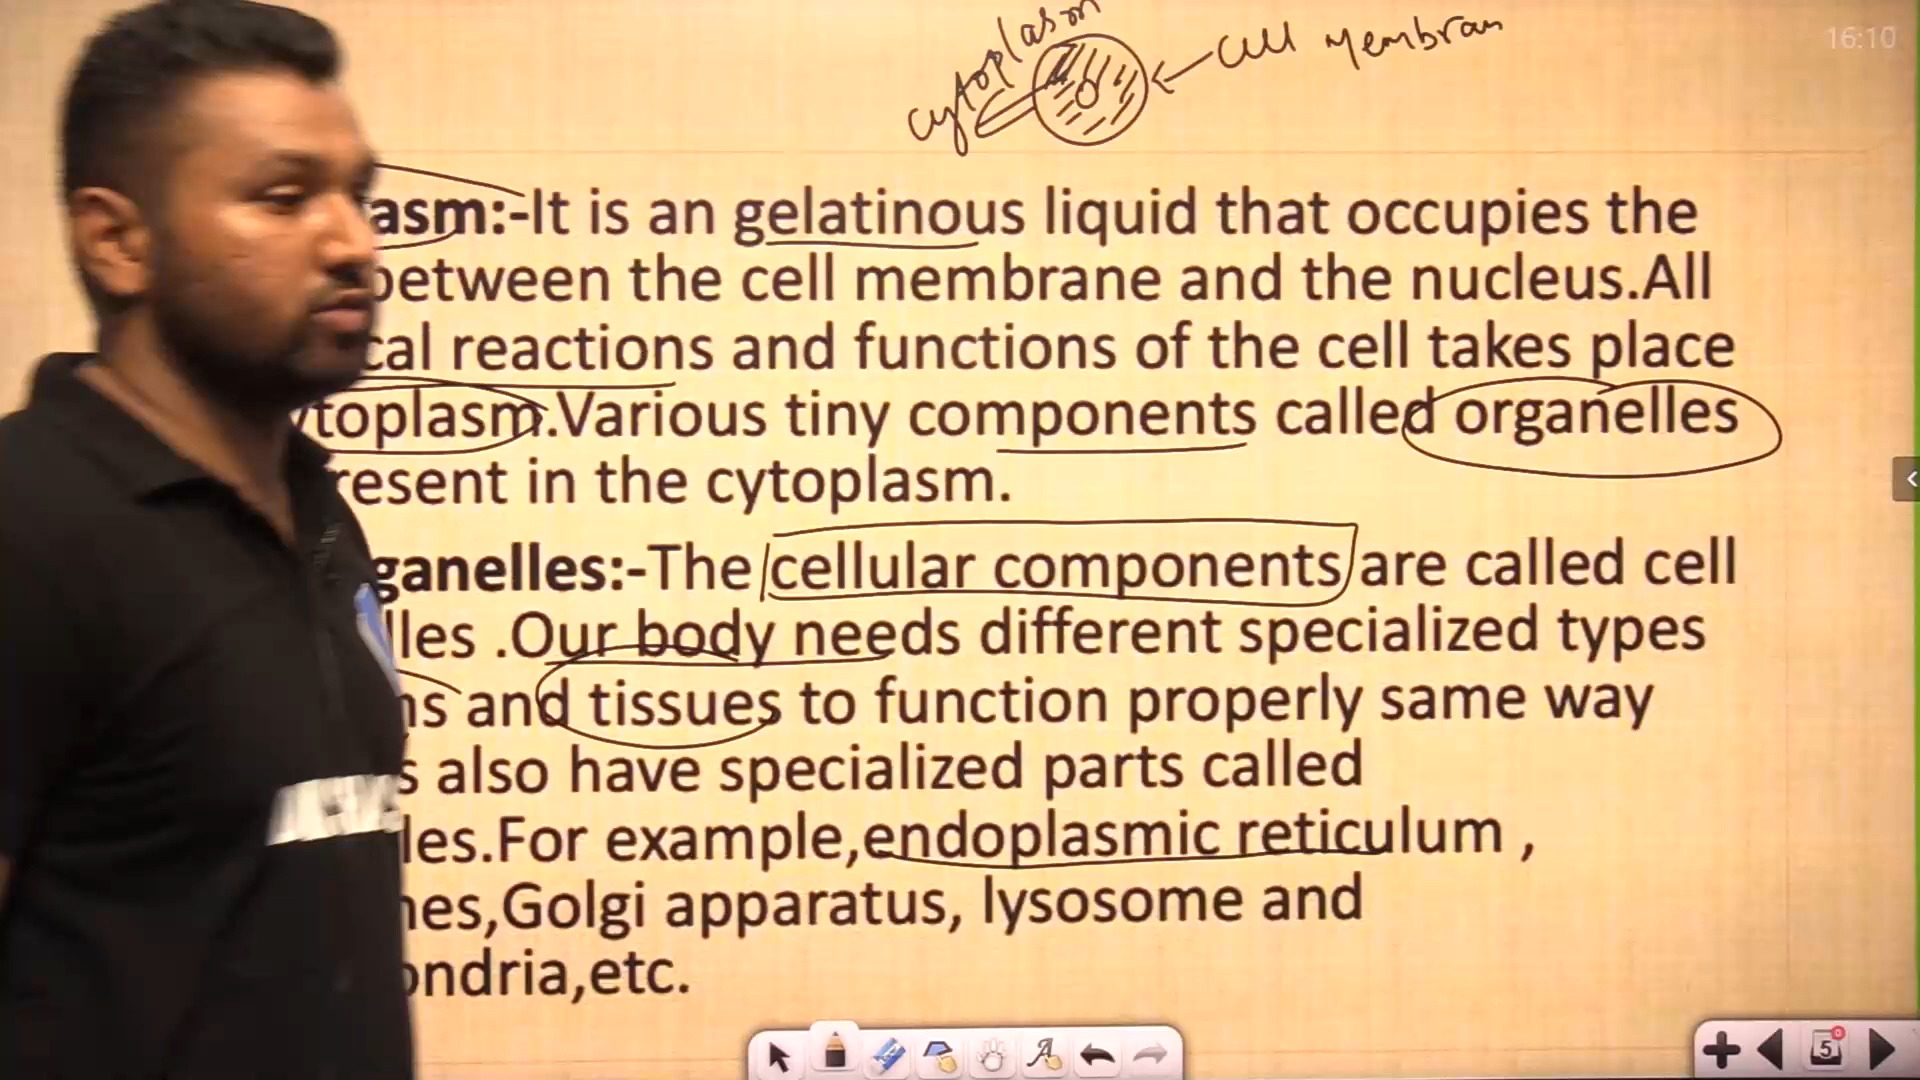 cytoplasm
cell membran
16:10
asm:-It is an gelatinous liquid that occupies the
between the cell membrane and the nucleus.All
cal reactions and functions of the cell takes place
ytoplasm.Various tiny components called organelles
resent in the cytoplasm.
ganelles:-The cellular components are called cell
lles .Our body needs different specialized types
ns and tissues to function properly same way
s also have specialized parts called
les.For example,endoplasmic reticulum ,
nes,Golgi apparatus, lysosome and
ondria,etc.
5
0